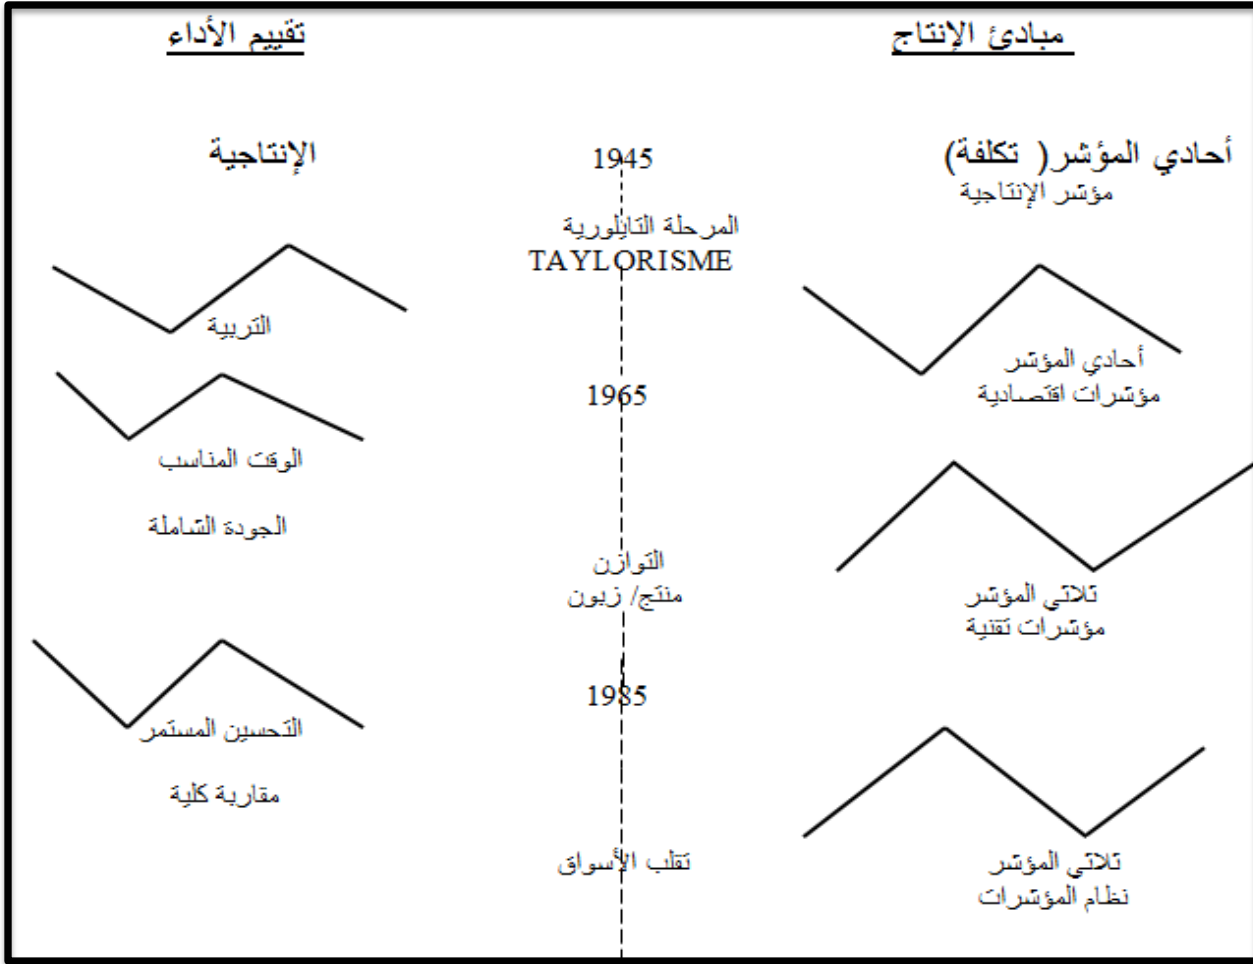 مبادئ الإنتاج
تقييم الأداء
أحادي المؤشر( تكلفة)
1945
الإنتاجية
مؤشر الإنتاجية
المرحلة التايلورية
TAYLORISME
التربية
أحادي المؤشر
مؤشرات اقتصادية
1965
الوقت المناسب
الجودة الشاملة
التوازن
منتج/ زبون
ثلاثي المؤشر
مؤشرات تقنية
1985
التحسين المستمر
مقاربة كلية
تقلب الأسواق
ثلاثي المؤشر
نظام المؤشرات